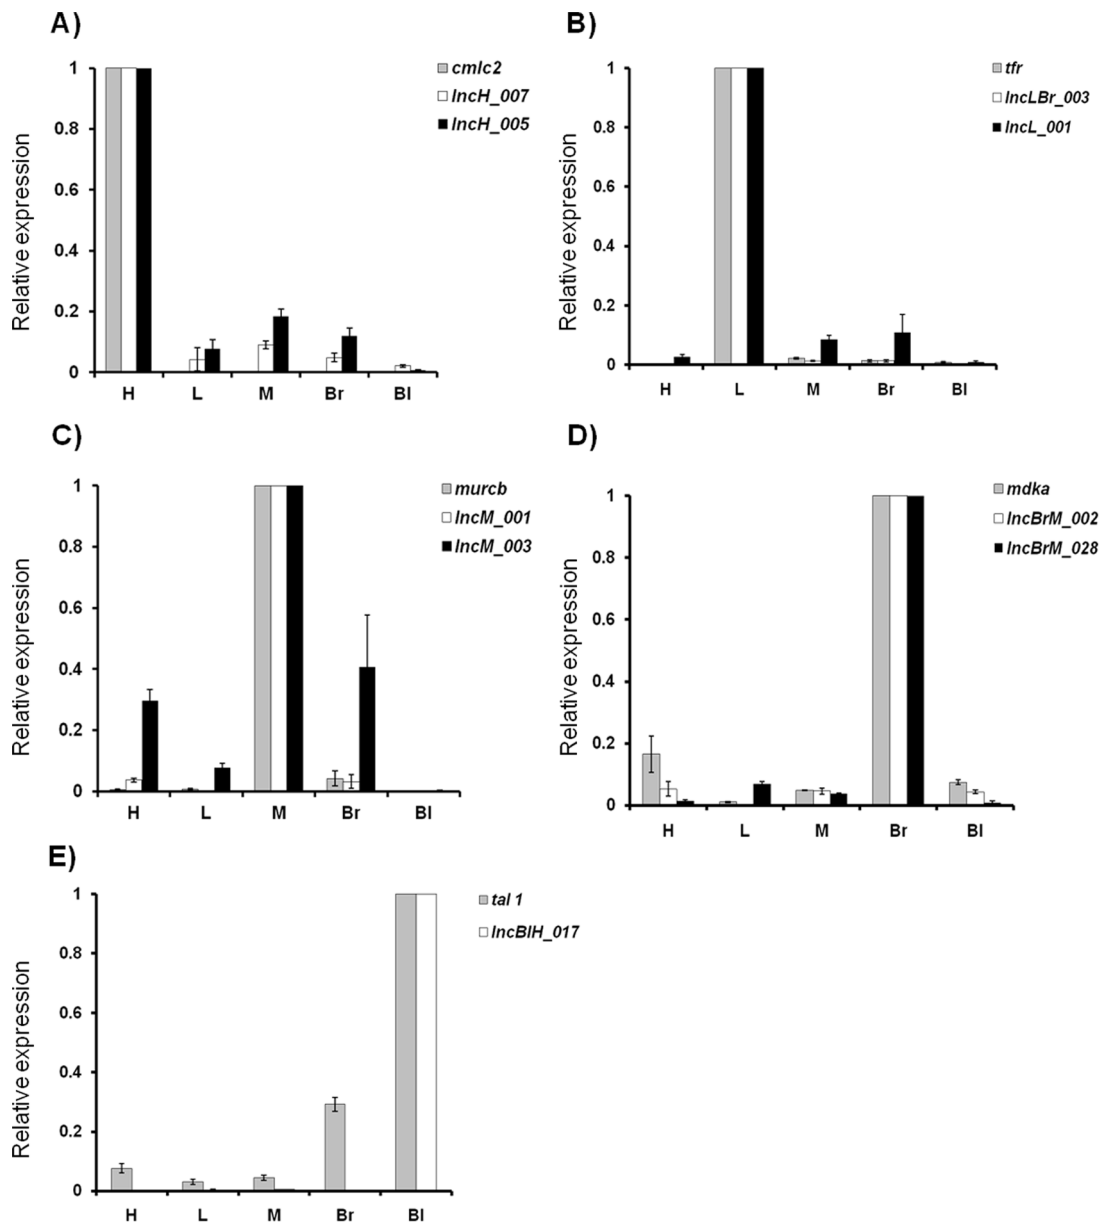 A)
cmlc2
lncH_007
lncH_005
Relative expression
1
0.8
0.6
0.4
0.2
0
H L M Br Bl
B)
tfr
lncLBr_003
lncL_001
Relative expression
1
0.8
0.6
0.4
0.2
0
H L M Br Bl
C)
murcb
lncM_001
lncM_003
Relative expression
1
0.8
0.6
0.4
0.2
0
H L M Br Bl
D)
mdka
lncBrM_002
lncBrM_028
Relative expression
1
0.8
0.6
0.4
0.2
0
H L M Br Bl
E)
tal 1
lncBlH_017
Relative expression
1
0.8
0.6
0.4
0.2
0
H L M Br Bl